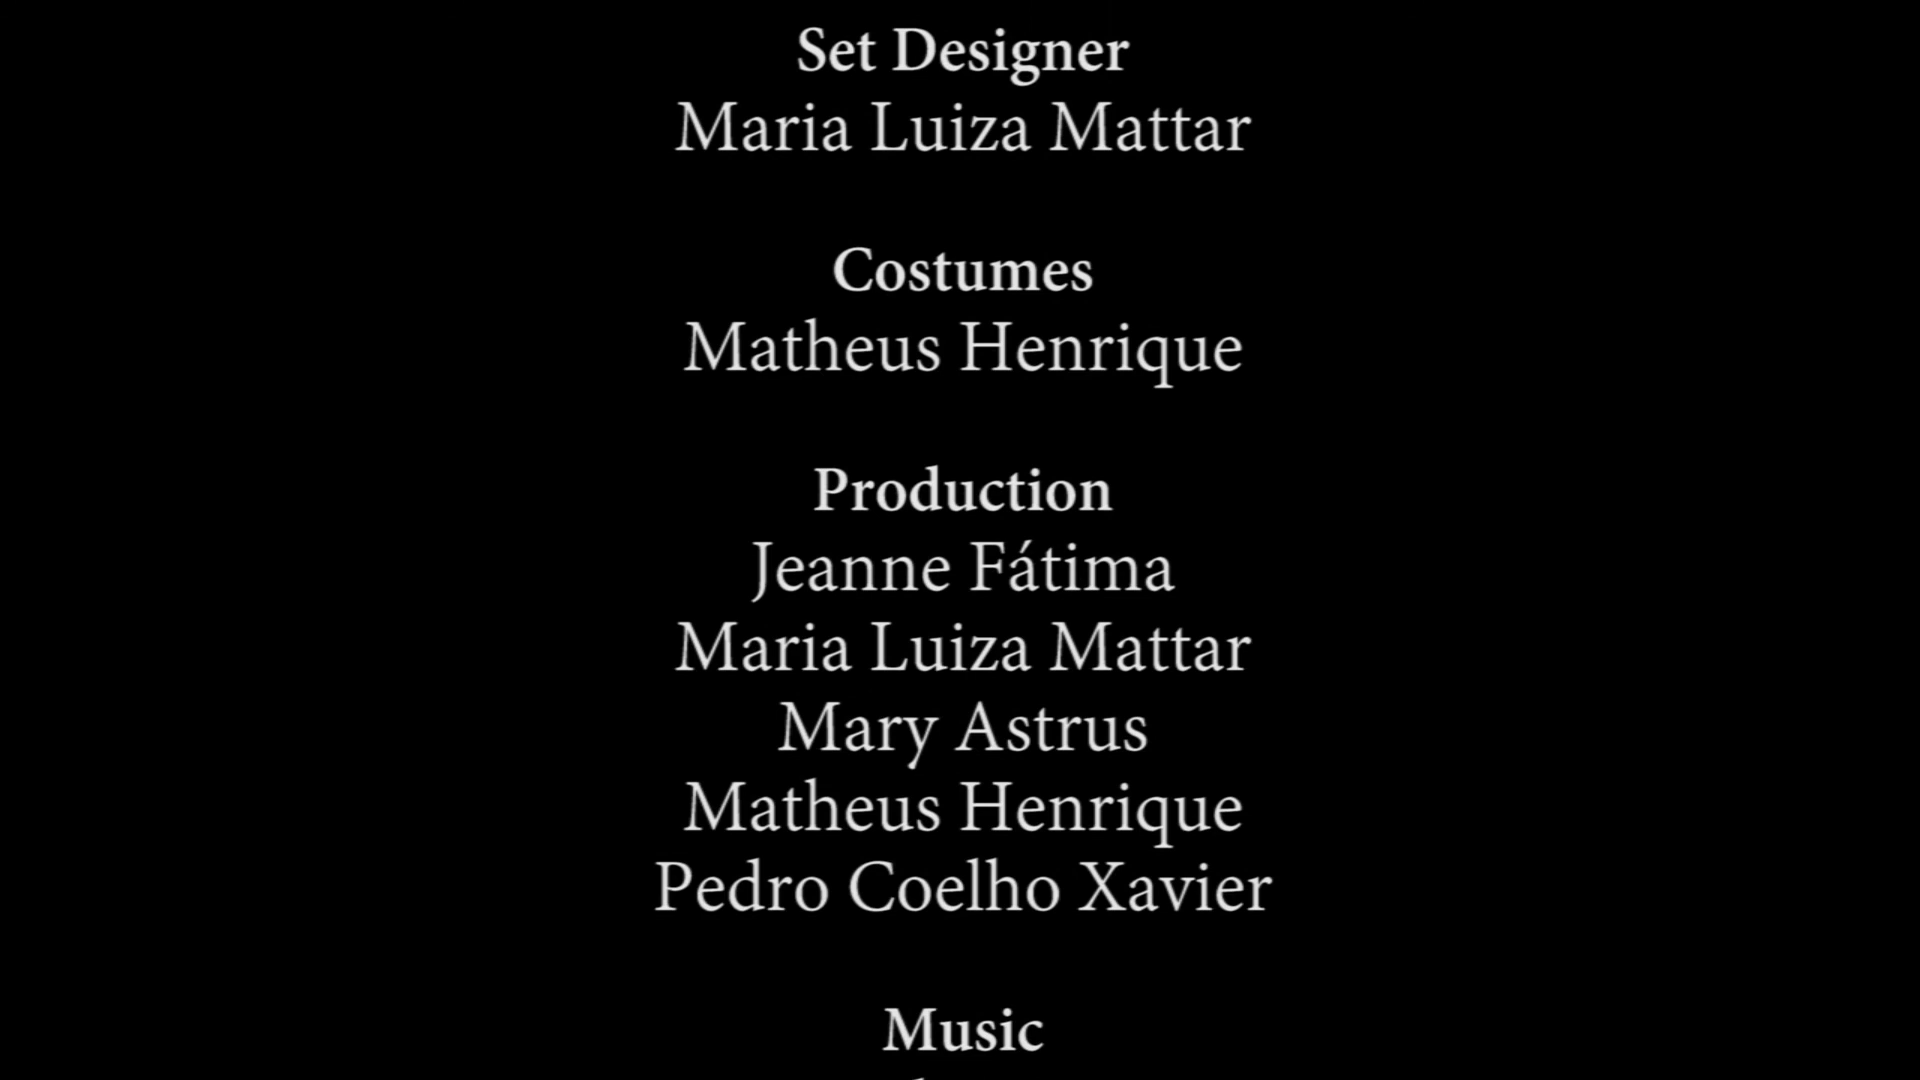 Set Designer
Maria Luiza Mattar
Costumes
Matheus Henrique
Production
Jeanne Fátima
Maria Luiza Mattar
Mary Astrus
Matheus Henrique
Pedro Coelho Xavier
Music